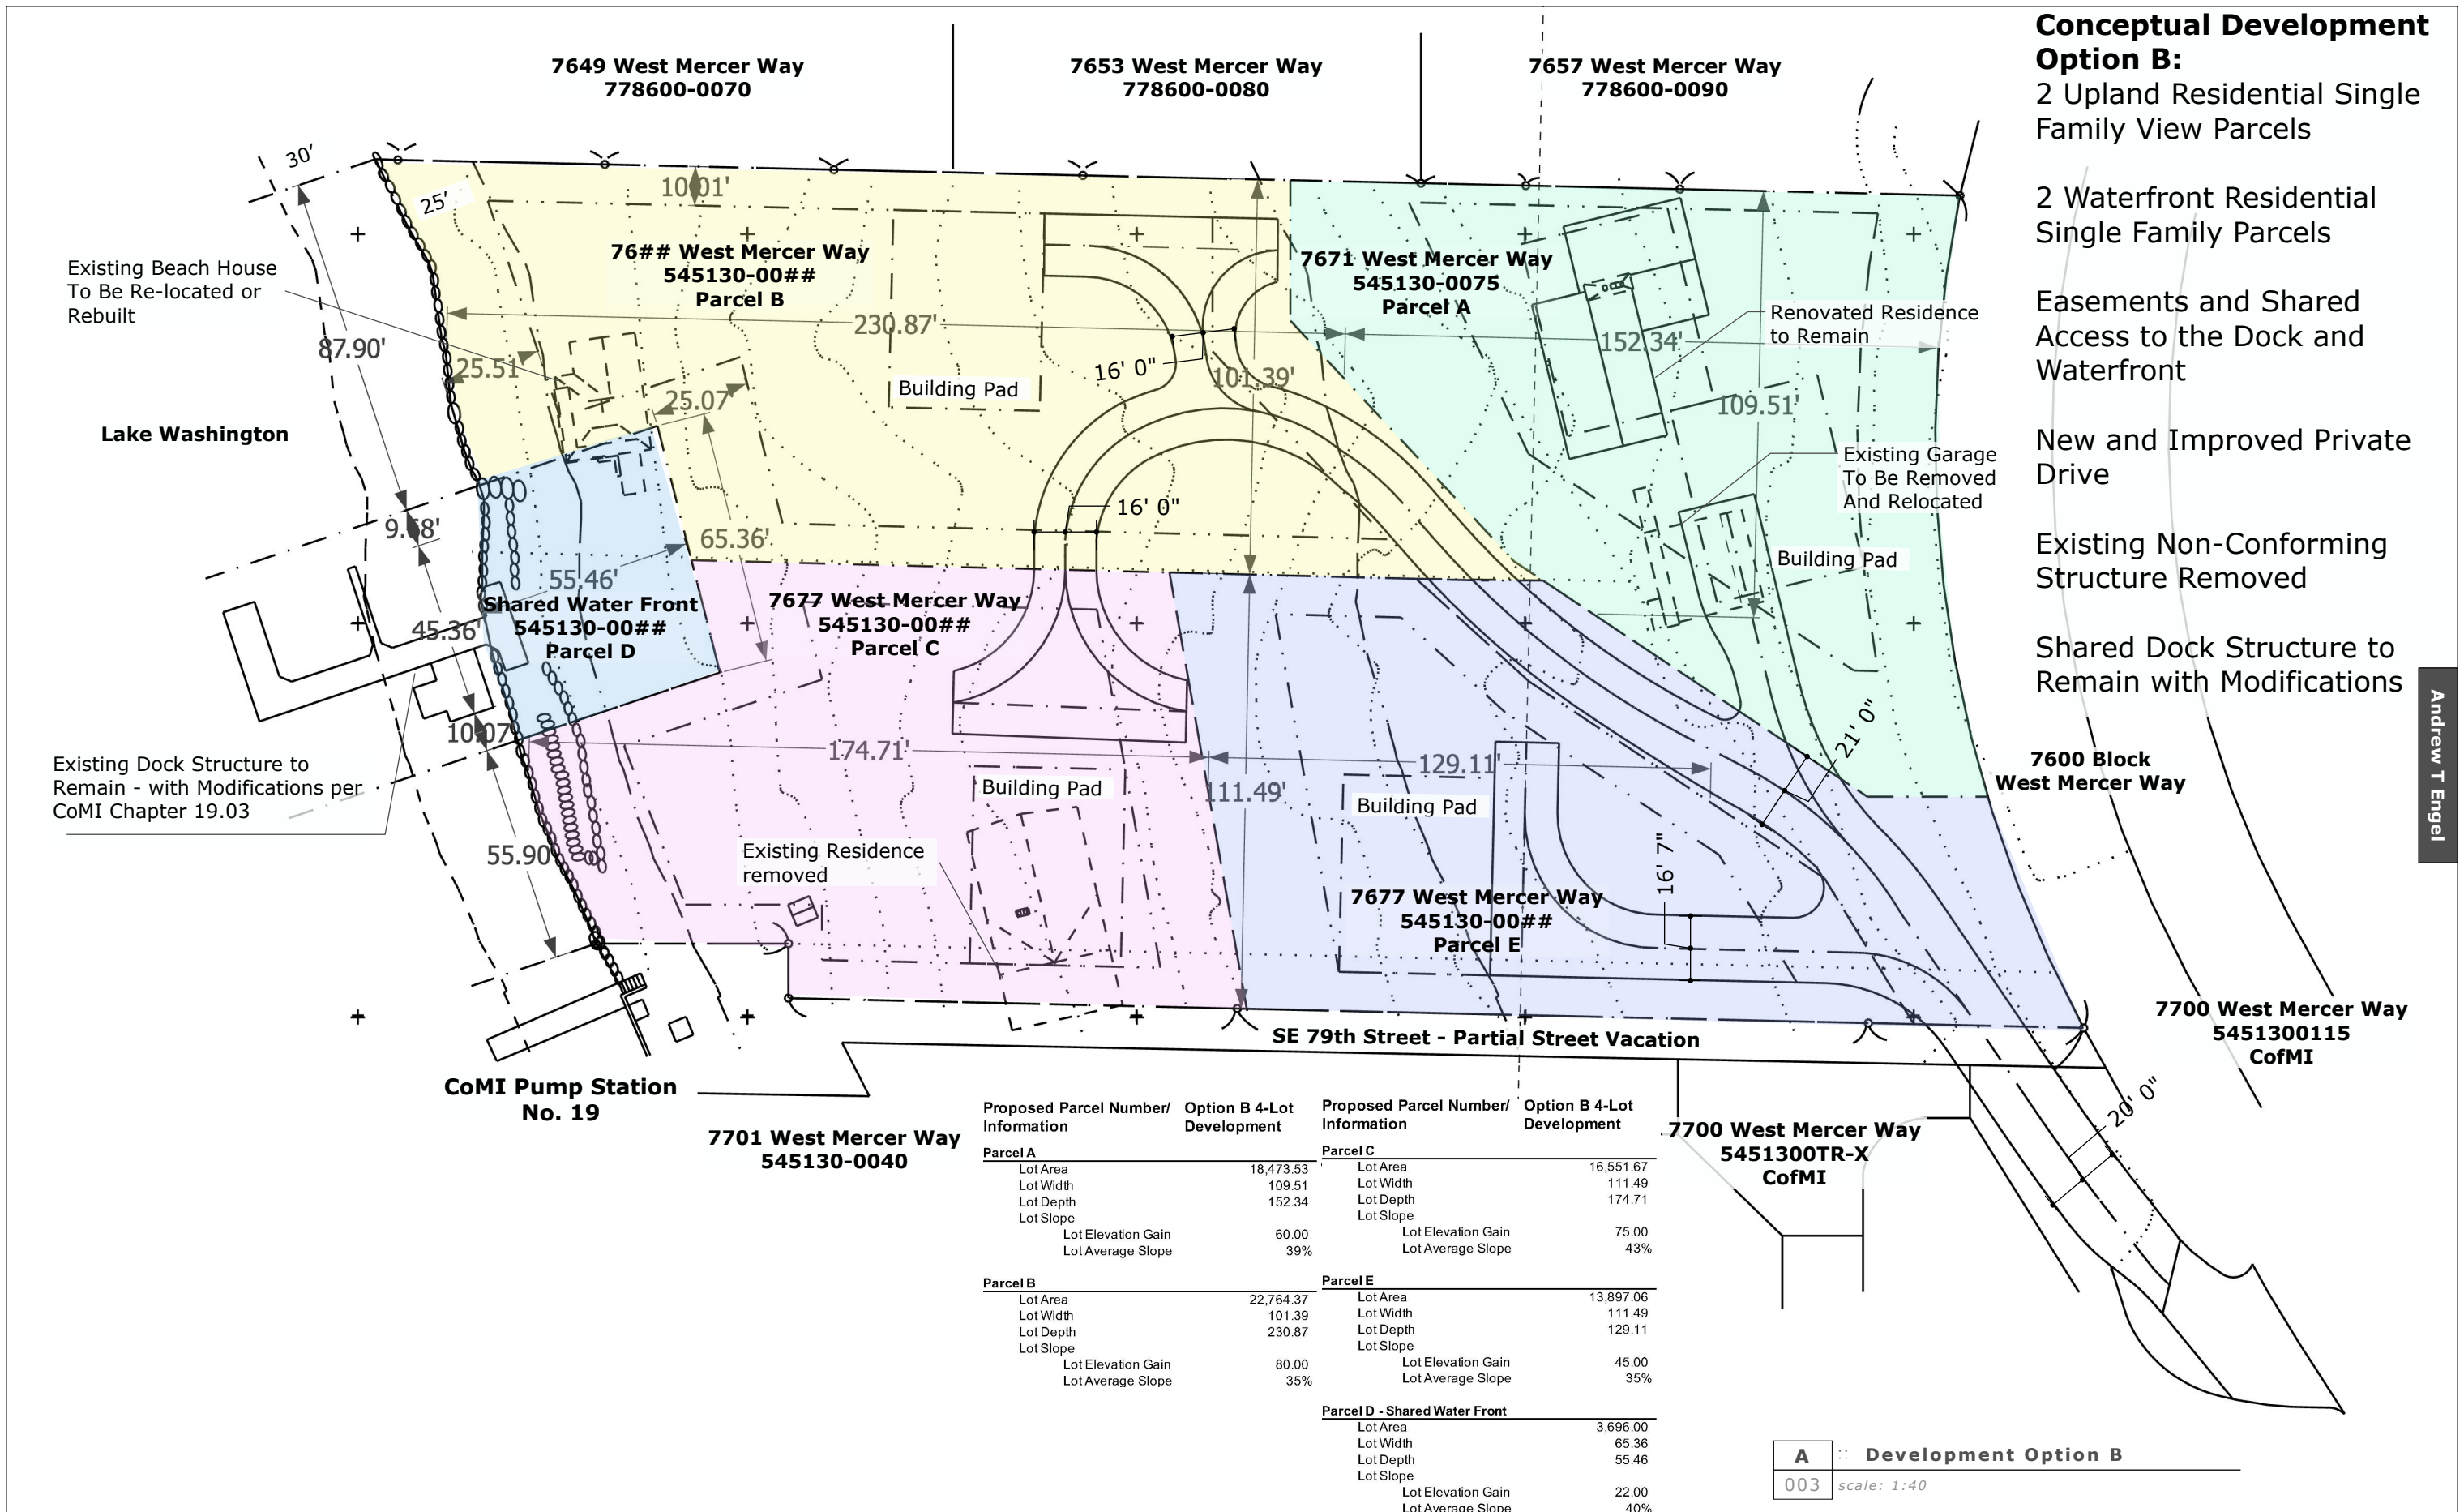 Conceptual Development
Option B:
2 Upland Residential Single
Family View Parcels
2 Waterfront Residential
Single Family Parcels
Easements and Shared
Access to the Dock and
Waterfront
New and Improved Private
Drive
Existing Non-Conforming
Structure Removed
Shared Dock Structure to
Remain with Modifications
7649 West Mercer Way
778600-0070
7653 West Mercer Way
778600-0080
7657 West Mercer Way
778600-0090
30'
25'
10.01'
76## West Mercer Way
545130-00##
Parcel B
7671 West Mercer Way
545130-0075
Parcel A
Existing Beach House
To Be Re-located or
Rebuilt
Renovated Residence
to Remain
230.87'
152.34'
87.90'
25.51
16' 0"
101.39'
Building Pad
25.07'
109.51'
Lake Washington
Existing Garage
To Be Removed
And Relocated
16' 0"
9.68'
65.36'
Building Pad
55.46'
Shared Water Front
545130-00##
Parcel D
7677 West Mercer Way
545130-00##
Parcel C
45.36'
10.07
174.71'
129.11'
21' 0"
7600 Block
West Mercer Way
Existing Dock Structure to
Remain - with Modifications per
CoMI Chapter 19.03
Building Pad
111.49'
Building Pad
55.90
Existing Residence
removed
16' 7"
7677 West Mercer Way
545130-00##
Parcel E
Andrew T Engel
SE 79th Street - Partial Street Vacation
7700 West Mercer Way
5451300115
CofMI
CoMI Pump Station
No. 19
20' 0"
7701 West Mercer Way
545130-0040
7700 West Mercer Way
5451300TR-X
CofMI
Proposed Parcel Number/ Option B 4-Lot
Information Development
Parcel A
Lot Area 18,473.53
Lot Width 109.51
Lot Depth 152.34
Lot Slope
Lot Elevation Gain 60.00
Lot Average Slope 39%
Parcel B
Lot Area 22,764.37
Lot Width 101.39
Lot Depth 230.87
Lot Slope
Lot Elevation Gain 80.00
Lot Average Slope 35%
Proposed Parcel Number/ Option B 4-Lot
Information Development
Parcel C
Lot Area 16,551.67
Lot Width 111.49
Lot Depth 174.71
Lot Slope
Lot Elevation Gain 75.00
Lot Average Slope 43%
Parcel E
Lot Area 13,897.06
Lot Width 111.49
Lot Depth 129.11
Lot Slope
Lot Elevation Gain 45.00
Lot Average Slope 35%
Parcel D - Shared Water Front
Lot Area 3,696.00
Lot Width 65.36
Lot Depth 55.46
Lot Slope
Lot Elevation Gain 22.00
Lot Average Slope 40%
A :: Development Option B
003 scale: 1:40